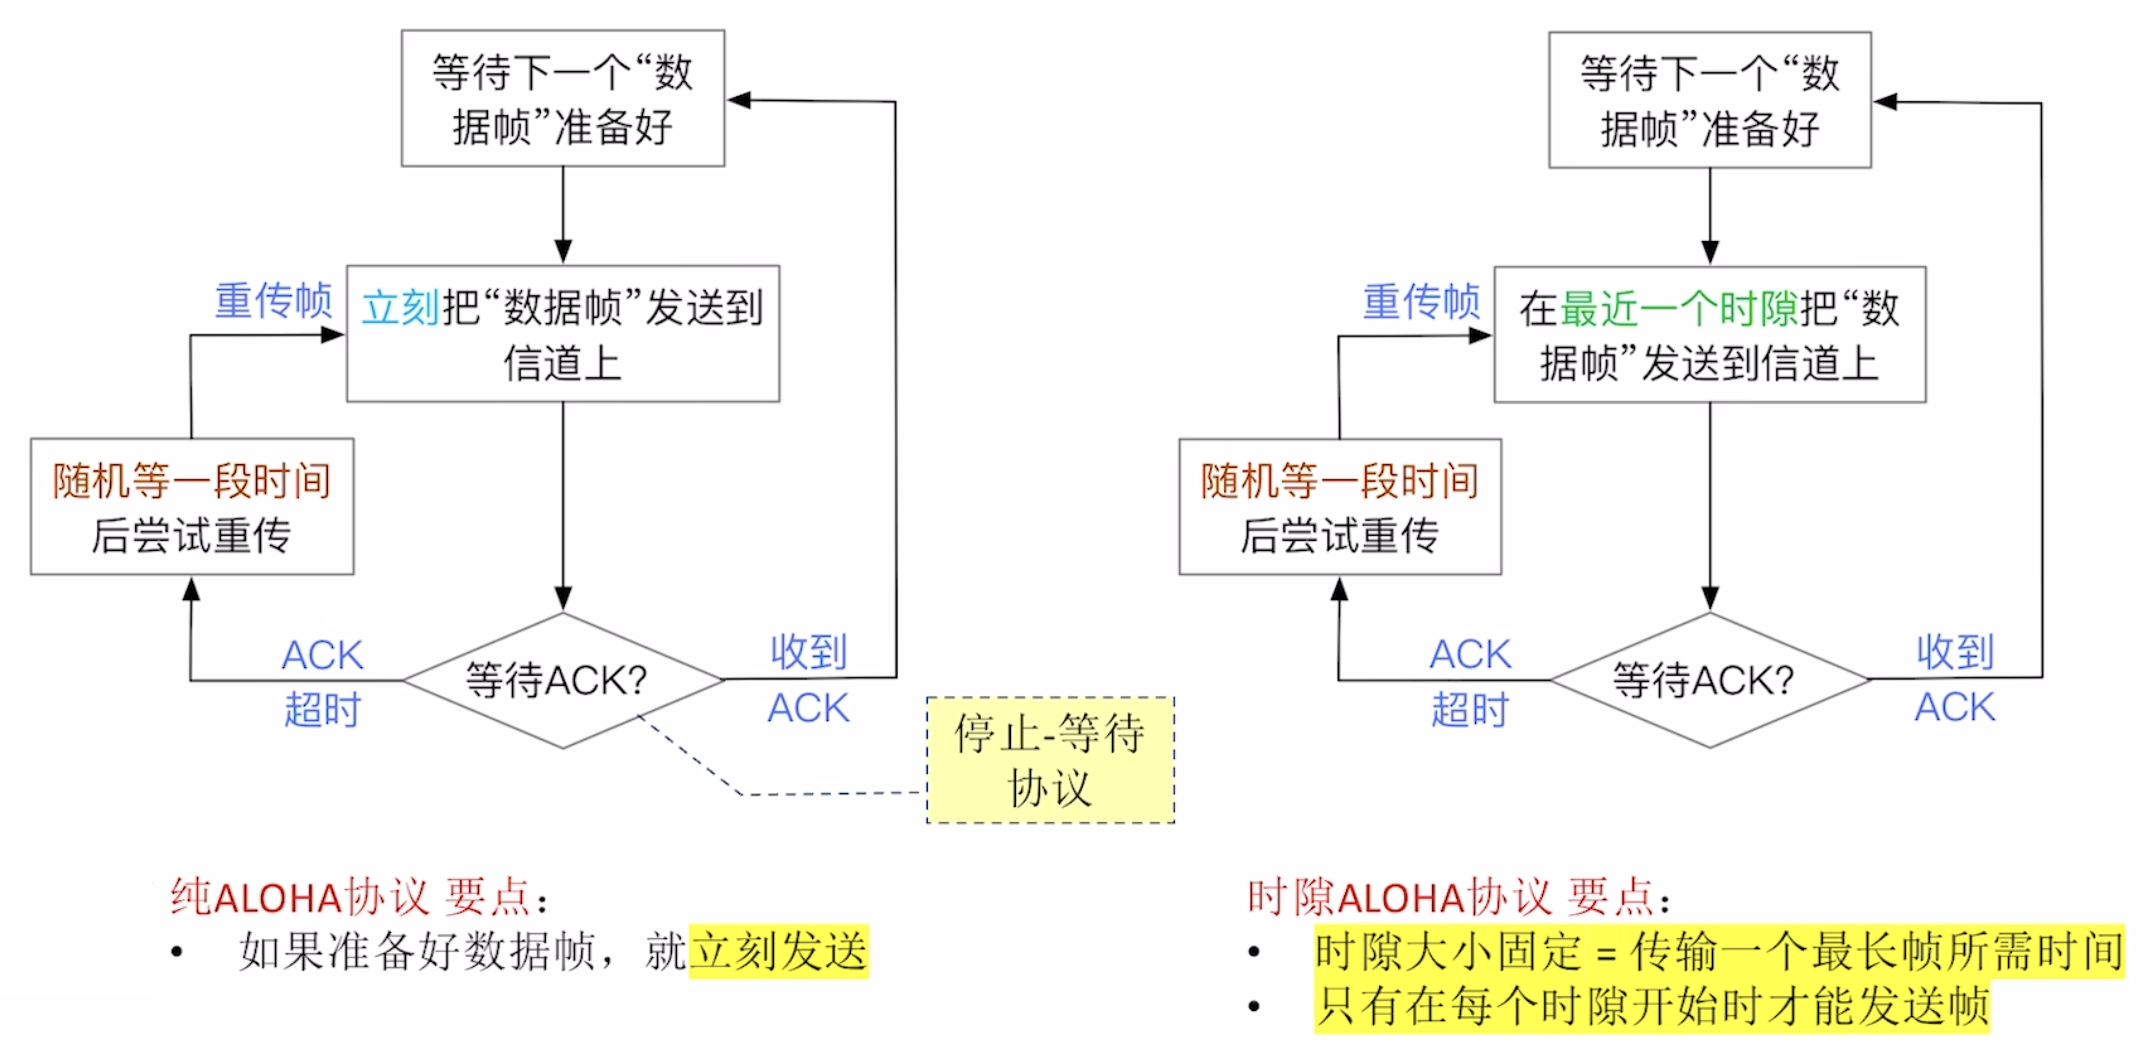 等待下一个“数
据帧”准备好
重传帧
立刻把“数据帧”发送到
信道上
随机等一段时间
后尝试重传
ACK
超时
等待ACK?
收到
ACK
停止-等待
协议
纯ALOHA协议 要点：
• 如果准备好数据帧，就立刻发送
等待下一个“数
据帧”准备好
重传帧
在最近一个时隙把“数
据帧”发送到信道上
随机等一段时间
后尝试重传
ACK
超时
等待ACK?
收到
ACK
时隙ALOHA协议 要点：
• 时隙大小固定 = 传输一个最长帧所需时间
• 只有在每个时隙开始时才能发送帧